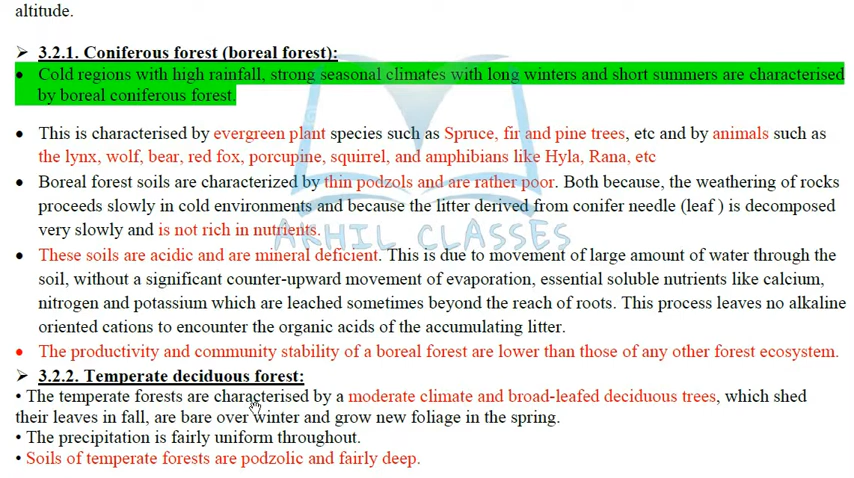 altitude.
➢ 3.2.1. Coniferous forest (boreal forest):
• Cold regions with high rainfall, strong seasonal climates with long winters and short summers are characterised
by boreal coniferous forest.
• This is characterised by evergreen plant species such as Spruce, fir and pine trees, etc and by animals such as
the lynx, wolf, bear, red fox, porcupine, squirrel, and amphibians like Hyla, Rana, etc
• Boreal forest soils are characterized by thin podzols and are rather poor. Both because, the weathering of rocks
proceeds slowly in cold environments and because the litter derived from conifer needle (leaf ) is decomposed
very slowly and is not rich in nutrients.
AKHIL CLASSES
• These soils are acidic and are mineral deficient. This is due to movement of large amount of water through the
soil, without a significant counter-upward movement of evaporation, essential soluble nutrients like calcium,
nitrogen and potassium which are leached sometimes beyond the reach of roots. This process leaves no alkaline
oriented cations to encounter the organic acids of the accumulating litter.
• The productivity and community stability of a boreal forest are lower than those of any other forest ecosystem.
➢ 3.2.2. Temperate deciduous forest:
• The temperate forests are characterised by a moderate climate and broad-leafed deciduous trees, which shed
their leaves in fall, are bare over winter and grow new foliage in the spring.
• The precipitation is fairly uniform throughout.
• Soils of temperate forests are podzolic and fairly deep.